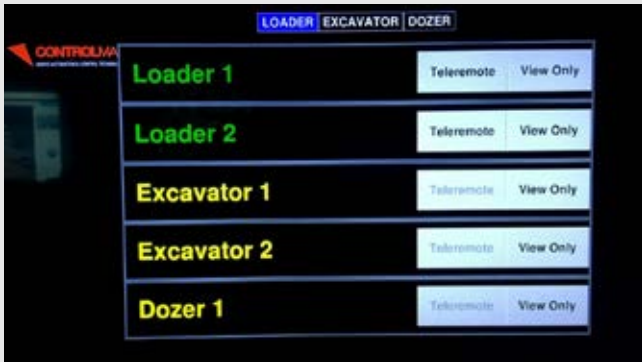 LOADER EXCAVATOR DOZER
CONTROLMA
Loader 1 Teleremote View Only
Loader 2 Teleremote View Only
Excavator 1 Teleremote View Only
Excavator 2 Teleremote View Only
Dozer 1 Teleremote View Only